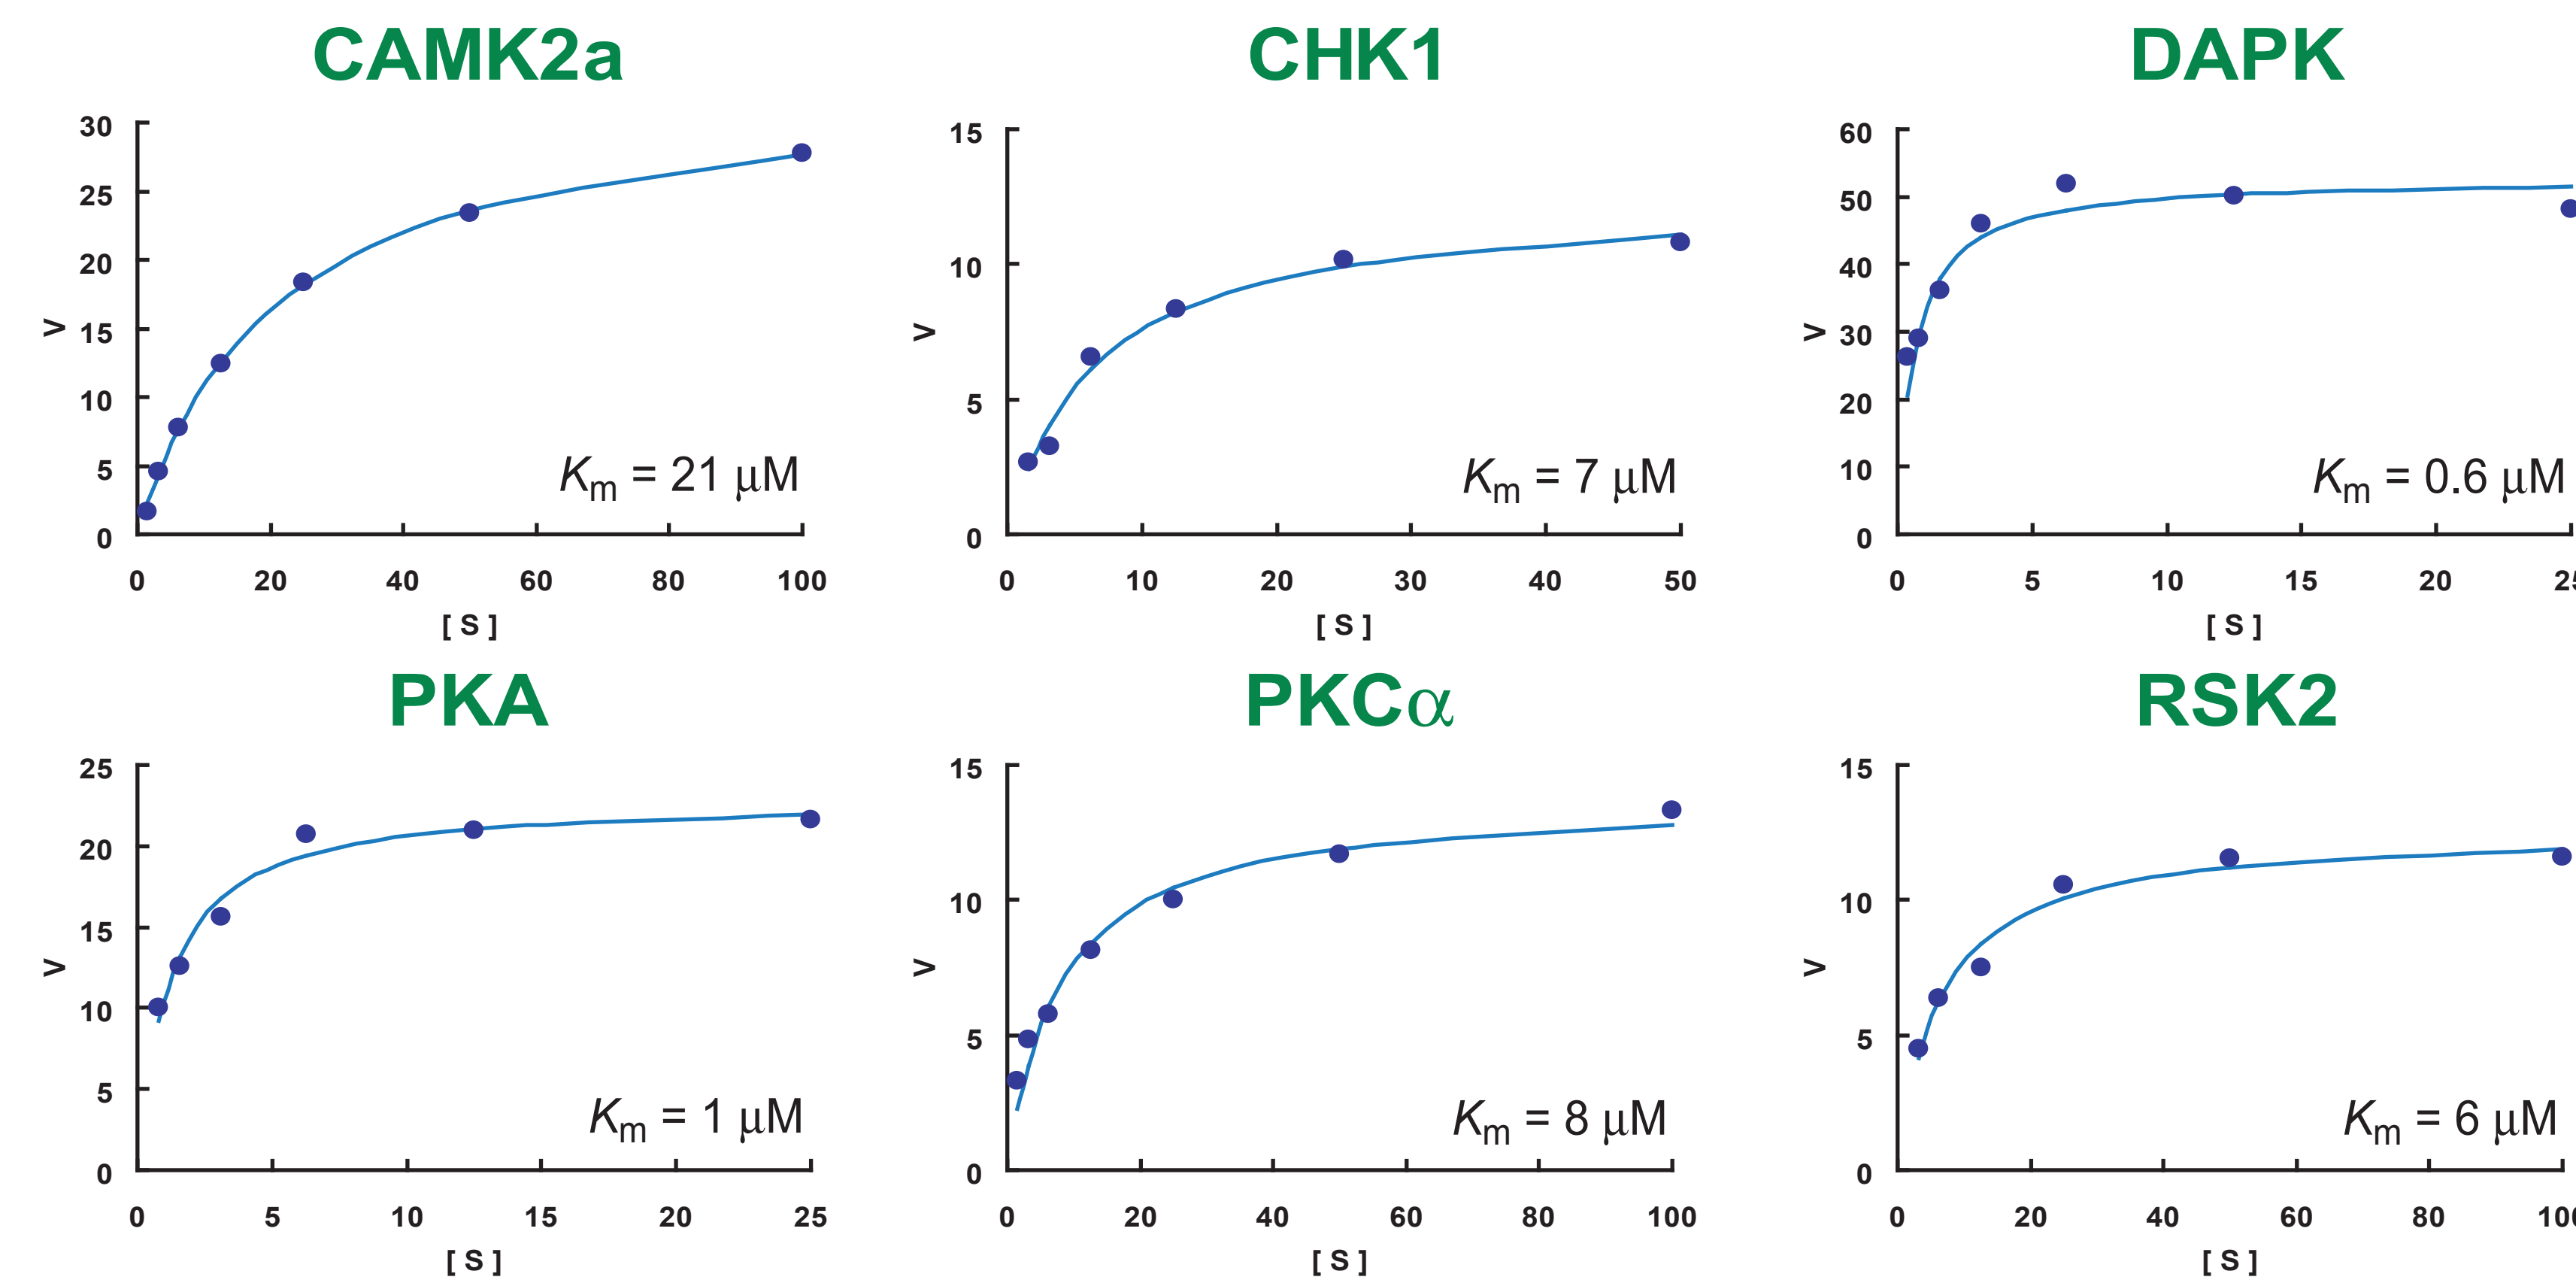 CAMK2a
30
25
20
15
10
5
0
V
0 20 40 60 80 100
[ S ]
Km = 21 μM
CHK1
15
10
5
0
V
0 10 20 30 40 50
[ S ]
Km = 7 μM
DAPK
60
50
40
30
20
10
0
V
0 5 10 15 20 25
[ S ]
Km = 0.6 μM
PKA
25
20
15
10
5
0
V
0 5 10 15 20 25
[ S ]
Km = 1 μM
PKCα
15
10
5
0
V
0 20 40 60 80 100
[ S ]
Km = 8 μM
RSK2
15
10
5
0
V
0 20 40 60 80 100
[ S ]
Km = 6 μM